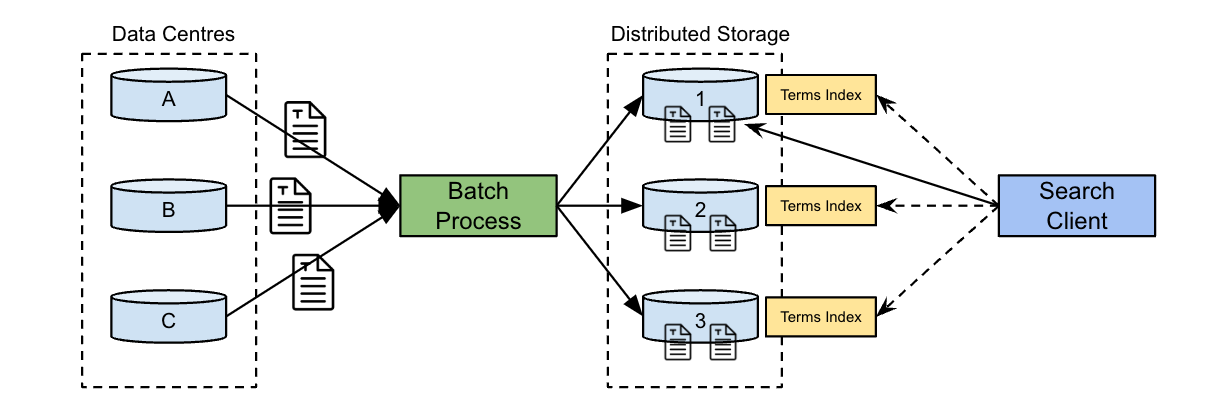 Data Centres
Distributed Storage
A
1
Terms Index
B
Batch
Process
2
Terms Index
Search
Client
C
3
Terms Index
T
T
T
T
T
T
T
T
T